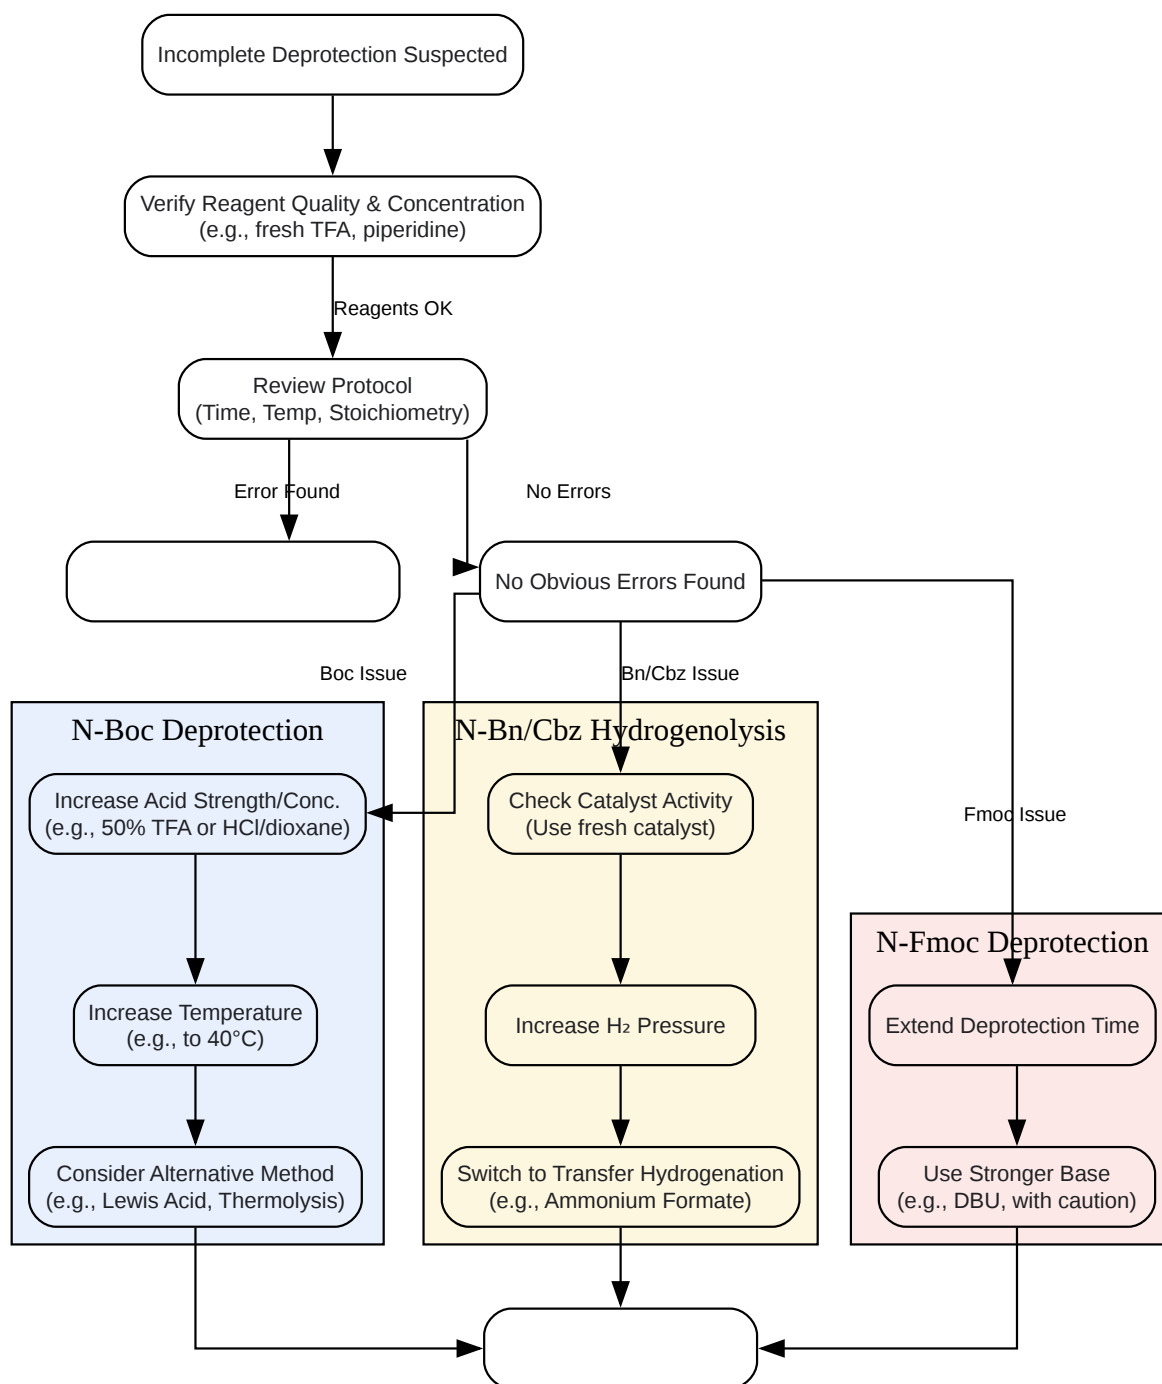 Incomplete Deprotection Suspected
Verify Reagent Quality & Concentration
(e.g., fresh TFA, piperidine)
Reagents OK
Review Protocol
(Time, Temp, Stoichiometry)
Error Found
No Errors
No Obvious Errors Found
Boc Issue
Bn/Cbz Issue
N-Boc Deprotection
Increase Acid Strength/Conc.
(e.g., 50% TFA or HCl/dioxane)
Increase Temperature
(e.g., to 40°C)
Consider Alternative Method
(e.g., Lewis Acid, Thermolysis)
N-Bn/Cbz Hydrogenolysis
Check Catalyst Activity
(Use fresh catalyst)
Increase H₂ Pressure
Switch to Transfer Hydrogenation
(e.g., Ammonium Formate)
Fmoc Issue
N-Fmoc Deprotection
Extend Deprotection Time
Use Stronger Base
(e.g., DBU, with caution)